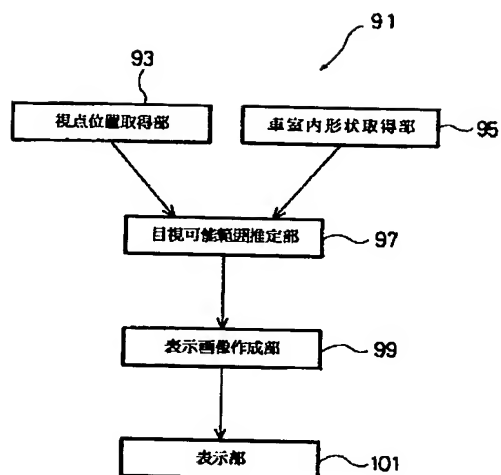 91
93
視点位置取得部
車室内形状取得部
95
目視可能範囲推定部
97
表示画像作成部
99
表示部
101